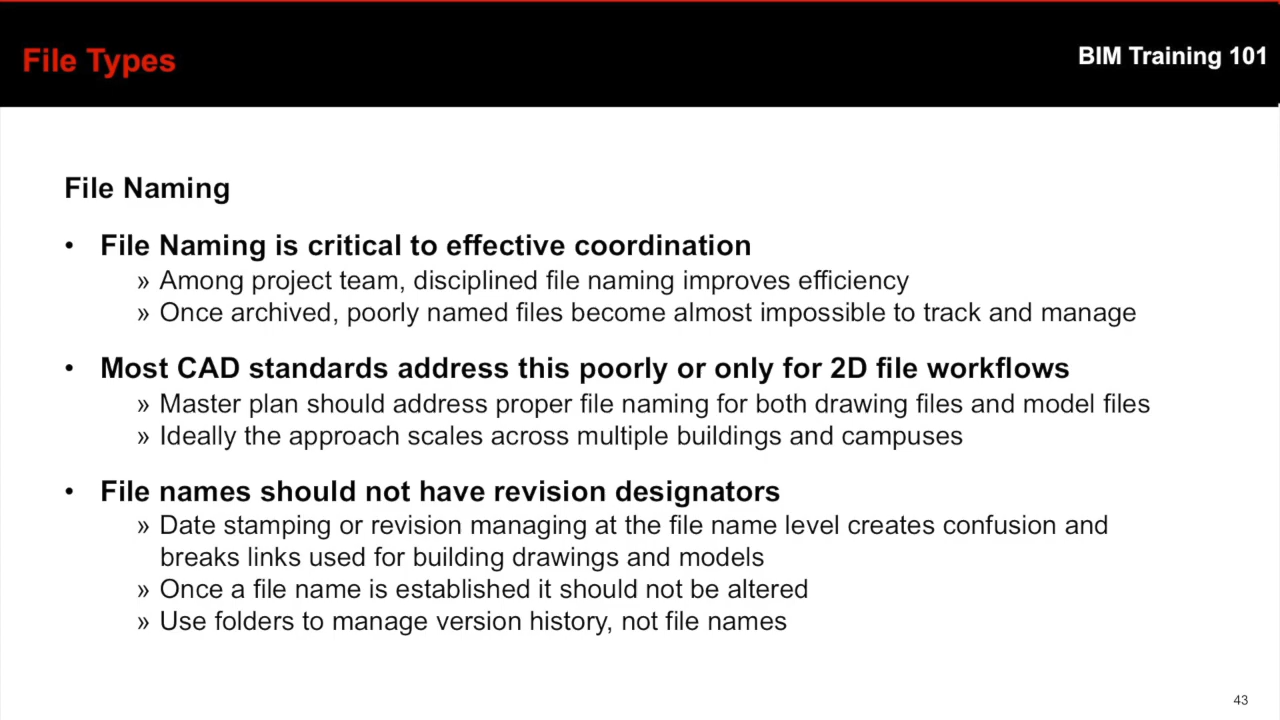 File Types
BIM Training 101
File Naming
• File Naming is critical to effective coordination
» Among project team, disciplined file naming improves efficiency
» Once archived, poorly named files become almost impossible to track and manage
• Most CAD standards address this poorly or only for 2D file workflows
» Master plan should address proper file naming for both drawing files and model files
» Ideally the approach scales across multiple buildings and campuses
• File names should not have revision designators
» Date stamping or revision managing at the file name level creates confusion and
breaks links used for building drawings and models
» Once a file name is established it should not be altered
» Use folders to manage version history, not file names
43